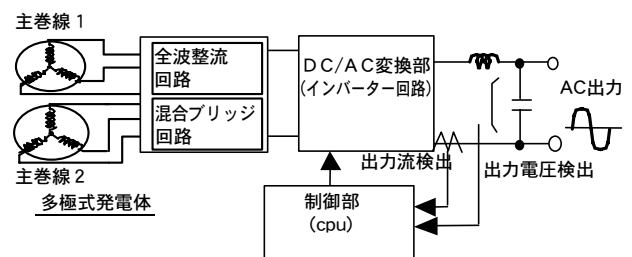 主巻線1
全波整流
回路
混合ブリッジ
回路
主巻線2
多極式発電体
DC/AC変換部
(インバーター回路)
AC出力
出力流検出
出力電圧検出
制御部
(cpu)